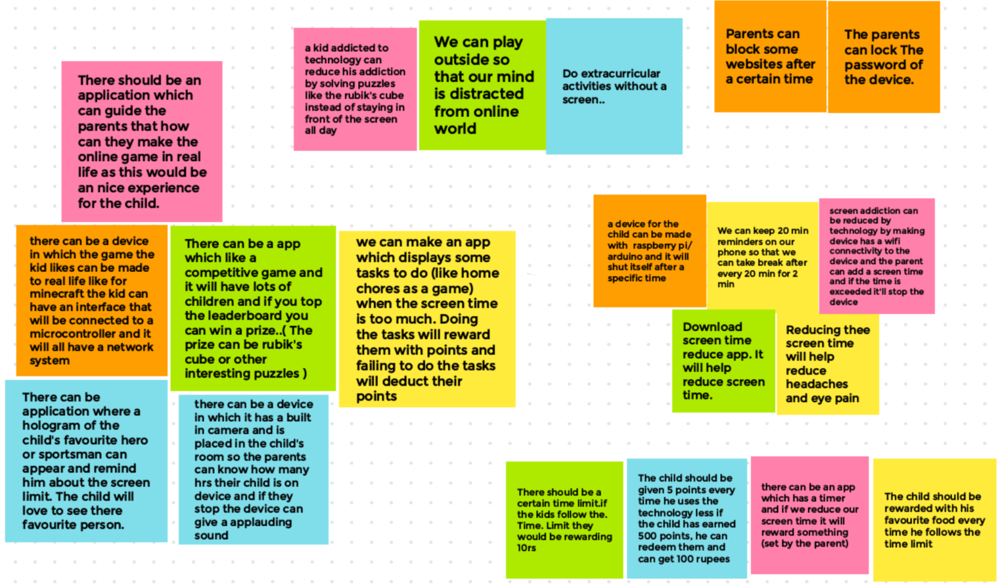 There should be an
application which
can guide the
parents that how
can they make the
online game in real
life as this would be
an nice experience
for the child.
a kid addicted to
technology can
reduce his addiction
by solving puzzles
like the rubik's cube
instead of staying in
front of the screen
all day
We can play
outside so
that our mind
is distracted
from online
world
Do extracurricular
activities without a
screen..
Parents can
block some
websites after
a certain time
The parents
can lock The
password of
the device.
there can be a device
in which the game the
kid likes can be made
to real life like for
minecraft the kid can
have an interface that
will be connected to a
microcontroller and it
will all have a network
system
There can be a app
which like a
competitive game and
it will have lots of
children and if you top
the leaderboard you
can win a prize..( The
prize can be rubik's
cube or other
interesting puzzles )
we can make an app
which displays some
tasks to do (like home
chores as a game)
when the screen time
is too much. Doing
the tasks will reward
them with points and
failing to do the tasks
will deduct their
points
There can be
application where a
hologram of the
child's favourite hero
or sportsman can
appear and remind
him about the screen
limit. The child will
love to see there
favourite person.
there can be a device
in which it has a built
in camera and is
placed in the child's
room so the parents
can know how many
hrs their child is on
device and if they
stop the device can
give a applauding
sound
a device for the
child can be made
with raspberry pi/
arduino and it will
shut itself after a
specific time
We can keep 20 min
reminders on our
phone so that we
can take break after
every 20 min for 2
min
screen addiction can
be reduced by
technology by making
device has a wifi
connectivity to the
device and the parent
can add a screen time
and if the time is
exceeded it'll stop the
device
Download
screen time
reduce app. It
will help
reduce screen
time.
Reducing thee
screen time
will help
reduce
headaches
and eye pain
There should be a
certain time limit.if
the kids follow the.
Time. Limit they
would be rewarding
10rs
The child should be
given 5 points every
time he uses the
technology less if
the child has earned
500 points, he can
redeem them and
can get 100 rupees
there can be an app
which has a timer
and if we reduce our
screen time it will
reward something
(set by the parent)
The child should be
rewarded with his
favourite food every
time he follows the
time limit